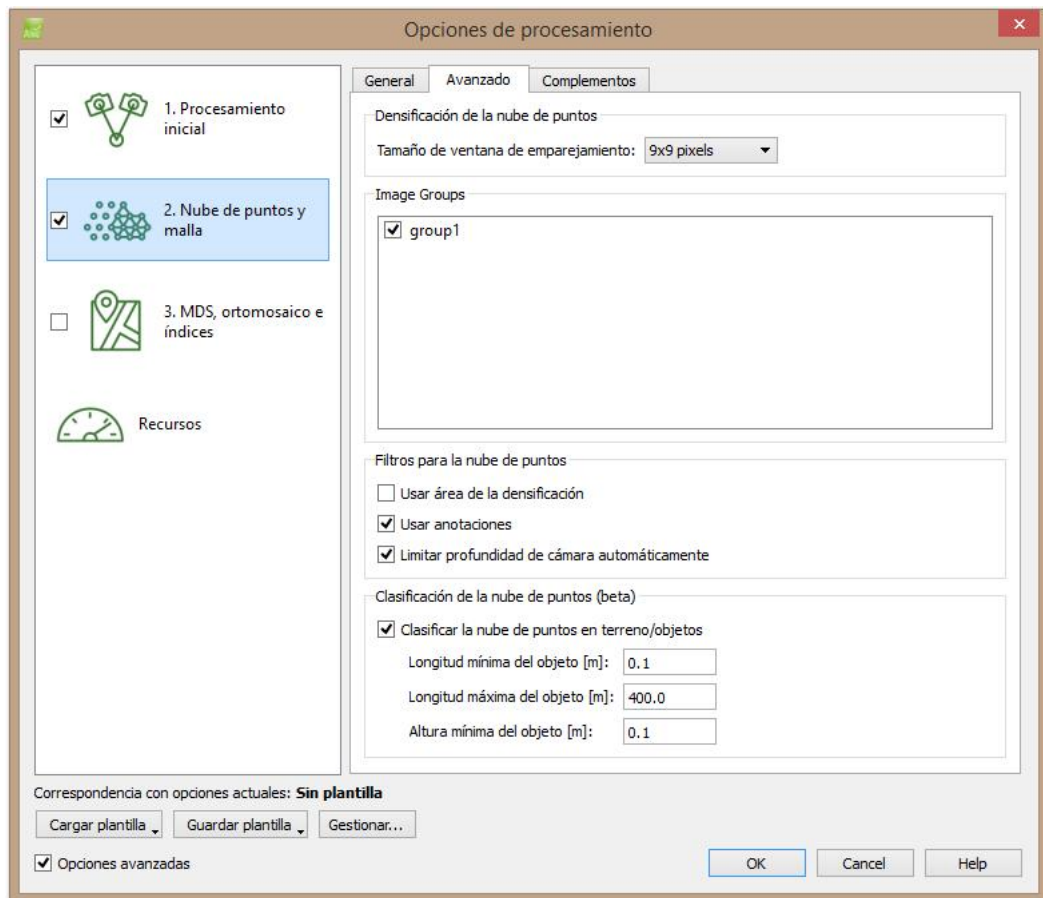 Opciones de procesamiento
1. Procesamiento
inicial
2. Nube de puntos y
malla
3. MDS, ortomosaico e
índices
Recursos
General
Avanzado
Complementos
Densificación de la nube de puntos
Tamaño de ventana de emparejamiento: 9x9 pixels
Image Groups
group1
Filtros para la nube de puntos
Usar área de la densificación
Usar anotaciones
Limitar profundidad de cámara automáticamente
Clasificación de la nube de puntos (beta)
Clasificar la nube de puntos en terreno/objetos
Longitud mínima del objeto [m]: 0.1
Longitud máxima del objeto [m]: 400.0
Altura mínima del objeto [m]: 0.1
Correspondencia con opciones actuales: Sin plantilla
Cargar plantilla
Guardar plantilla
Gestionar...
Opciones avanzadas
OK
Cancel
Help